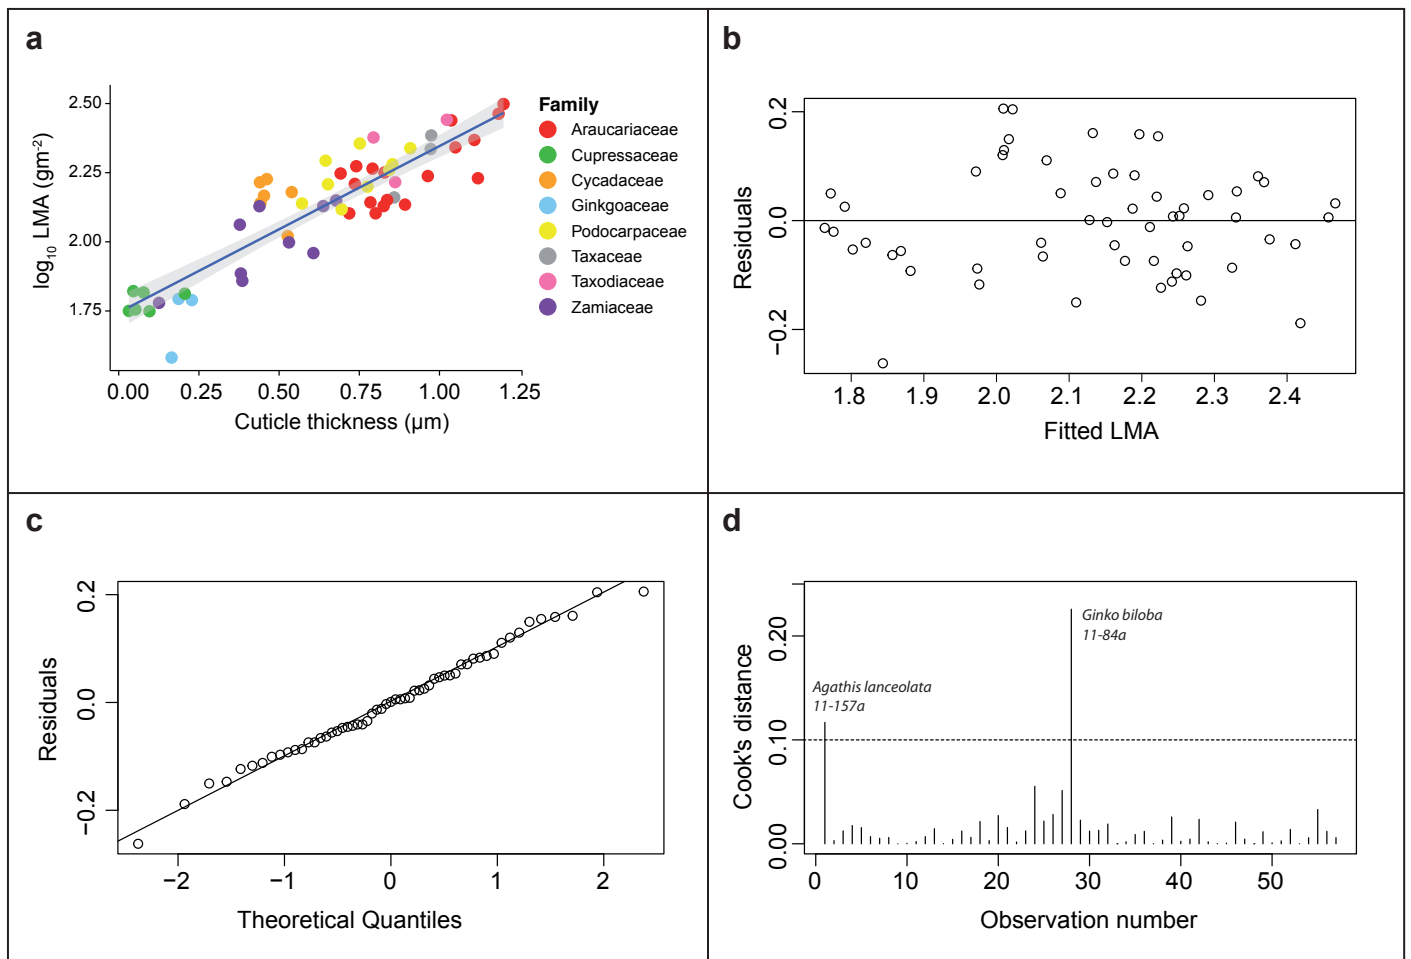 a
log10 LMA (gm-2)
2.50
2.25
2.00
1.75
0.00 0.25 0.50 0.75 1.00 1.25
Cuticle thickness (µm)
Family
Araucariaceae
Cupressaceae
Cycadaceae
Ginkgoaceae
Podocarpaceae
Taxaceae
Taxodiaceae
Zamiaceae
b
Residuals
0.2
0.0
−0.2
1.8 1.9 2.0 2.1 2.2 2.3 2.4
Fitted LMA
c
Residuals
0.2
0.0
−0.2
−2 −1 0 1 2
Theoretical Quantiles
d
Cook's distance
0.20
0.10
0.00
Agathis lanceolata
11-157a
Ginko biloba
11-84a
0 10 20 30 40 50
Observation number